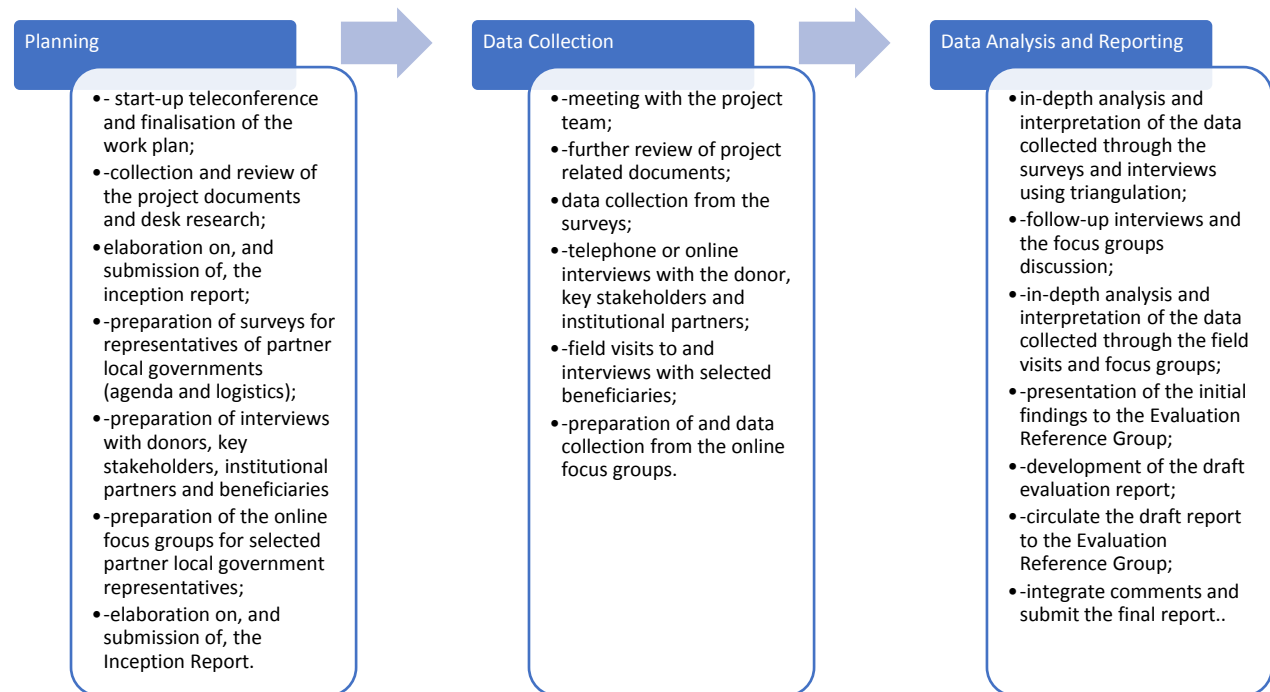 Planning
•- start-up teleconference
and finalisation of the
work plan;
•-collection and review of
the project documents
and desk research;
•elaboration on, and
submission of, the
inception report;
•-preparation of surveys for
representatives of partner
local governments
(agenda and logistics);
•-preparation of interviews
with donors, key
stakeholders, institutional
partners and beneficiaries
•-preparation of the online
focus groups for selected
partner local government
representatives;
•-elaboration on, and
submission of, the
Inception Report.
Data Collection
•-meeting with the project
team;
•-further review of project
related documents;
•data collection from the
surveys;
•-telephone or online
interviews with the donor,
key stakeholders and
institutional partners;
•-field visits to and
interviews with selected
beneficiaries;
•-preparation of and data
collection from the online
focus groups.
Data Analysis and Reporting
•in-depth analysis and
interpretation of the data
collected through the
surveys and interviews
using triangulation;
•-follow-up interviews and
the focus groups
discussion;
•-in-depth analysis and
interpretation of the data
collected through the field
visits and focus groups;
•-presentation of the initial
findings to the Evaluation
Reference Group;
•-development of the draft
evaluation report;
•-circulate the draft report
to the Evaluation
Reference Group;
•-integrate comments and
submit the final report..